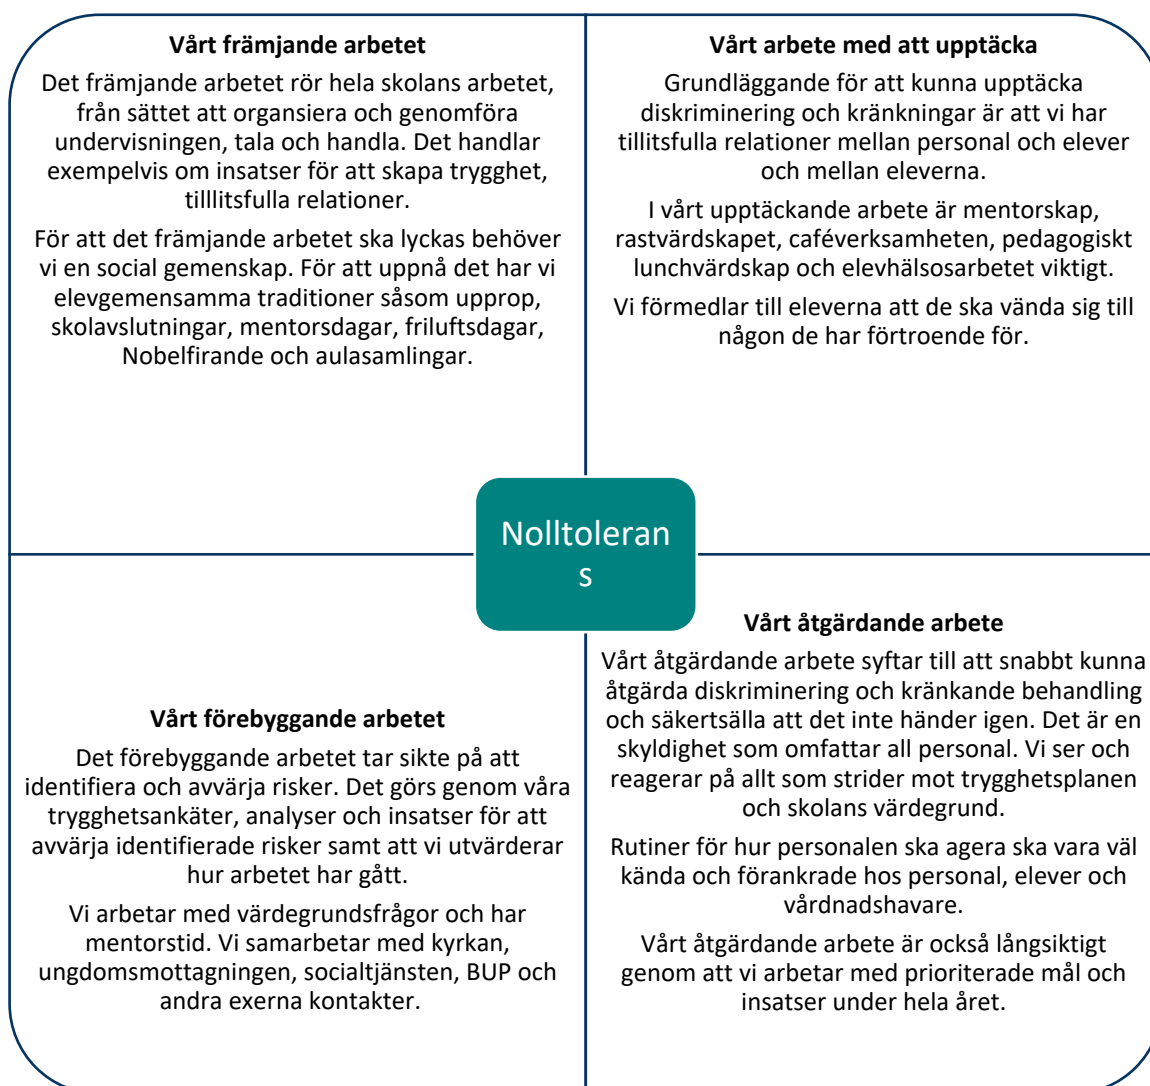 Vårt främjande arbetet
Det främjande arbetet rör hela skolans arbetet,
från sättet att organsiera och genomföra
undervisningen, tala och handla. Det handlar
exempelvis om insatser för att skapa trygghet,
tilllitsfulla relationer.
För att det främjande arbetet ska lyckas behöver
vi en social gemenskap. För att uppnå det har vi
elevgemensamma traditioner såsom upprop,
skolavslutningar, mentorsdagar, friluftsdagar,
Nobelfirande och aulasamlingar.
Vårt arbete med att upptäcka
Grundläggande för att kunna upptäcka
diskriminering och kränkningar är att vi har
tillitsfulla relationer mellan personal och elever
och mellan eleverna.
I vårt upptäckande arbete är mentorskap,
rastvärdskapet, caféverksamheten, pedagogiskt
lunchvärdskap och elevhälsosarbetet viktigt.
Vi förmedlar till eleverna att de ska vända sig till
någon de har förtroende för.
Nolltoleran
s
Vårt förebyggande arbetet
Det förebyggande arbetet tar sikte på att
identifiera och avvärja risker. Det görs genom våra
trygghetsankäter, analyser och insatser för att
avvärja identifierade risker samt att vi utvärderar
hur arbetet har gått.
Vi arbetar med värdegrundsfrågor och har
mentorstid. Vi samarbetar med kyrkan,
ungdomsmottagningen, socialtjänsten, BUP och
andra exerna kontakter.
Vårt åtgärdande arbete
Vårt åtgärdande arbete syftar till att snabbt kunna
åtgärda diskriminering och kränkande behandling
och säkertsälla att det inte händer igen. Det är en
skyldighet som omfattar all personal. Vi ser och
reagerar på allt som strider mot trygghetsplanen
och skolans värdegrund.
Rutiner för hur personalen ska agera ska vara väl
kända och förankrade hos personal, elever och
vårdnadshavare.
Vårt åtgärdande arbete är också långsiktigt
genom att vi arbetar med prioriterade mål och
insatser under hela året.